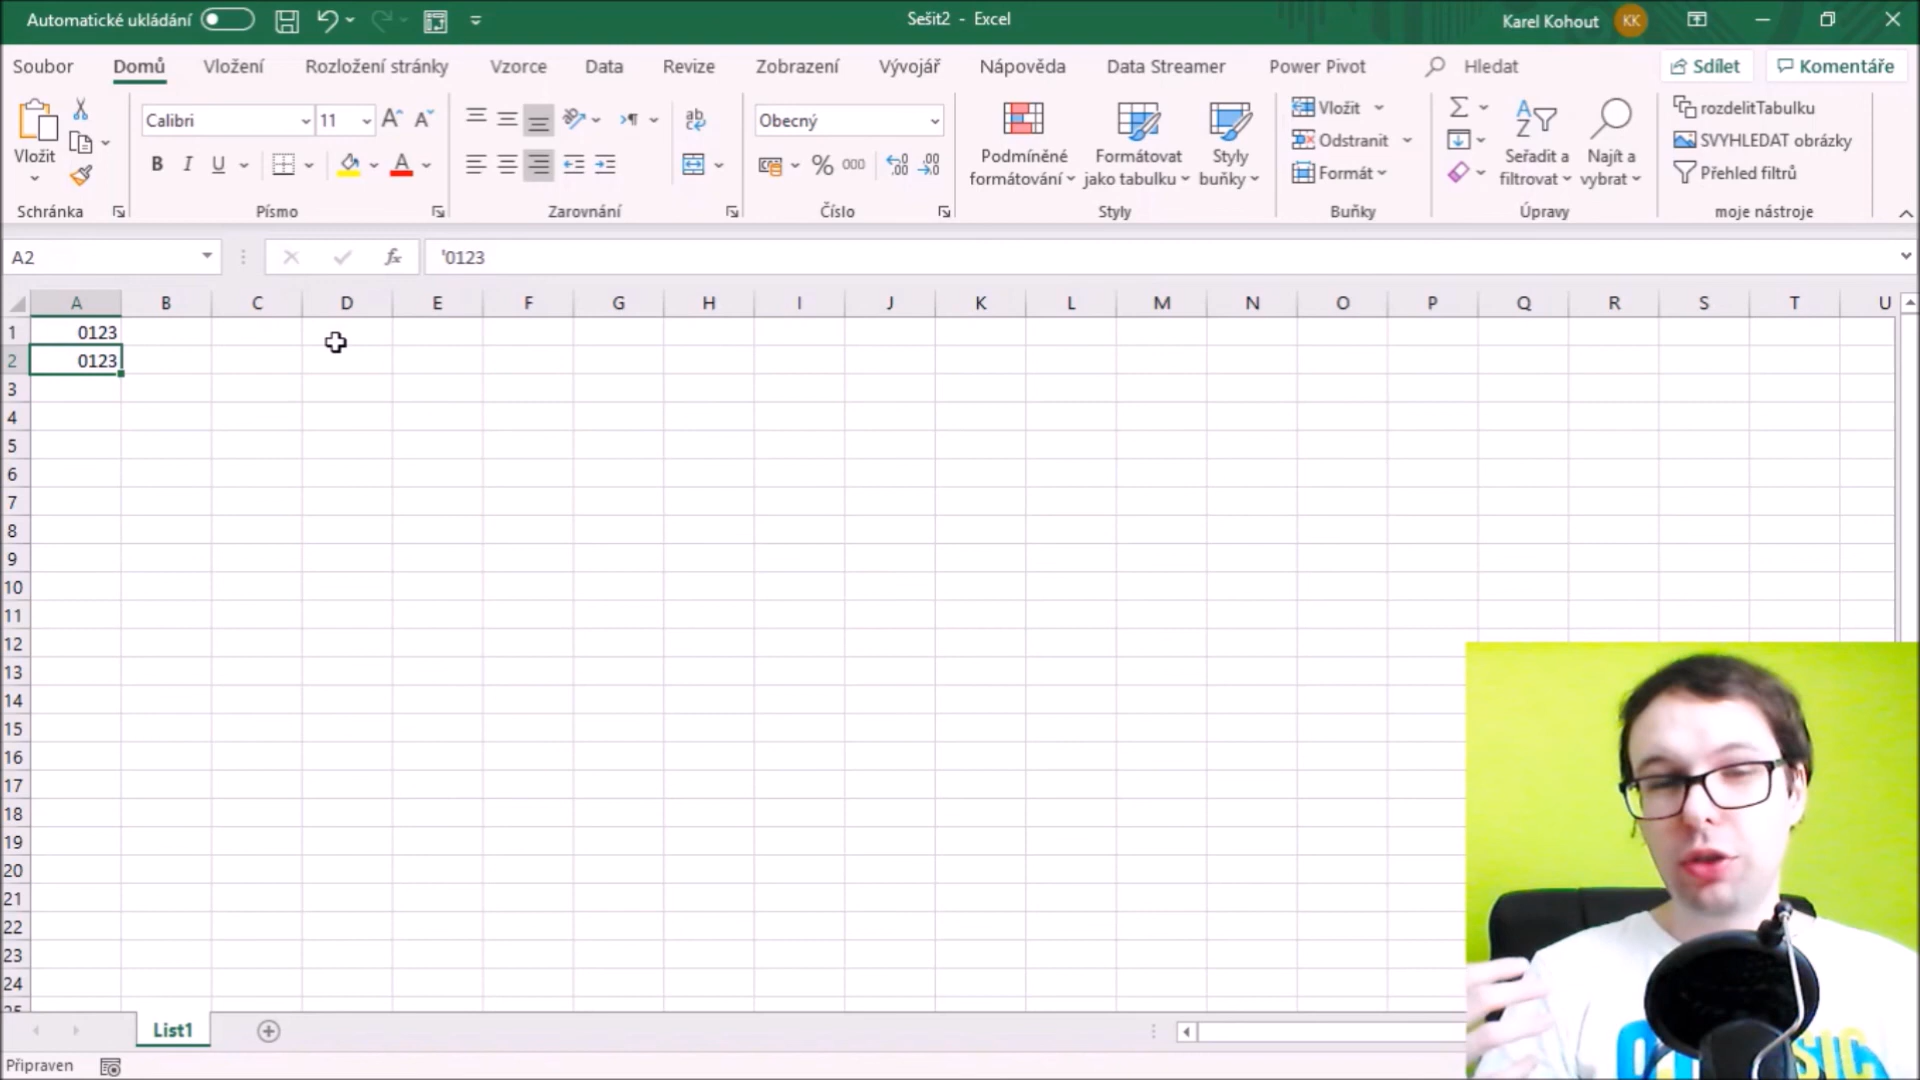 Automatické ukládání
Sešit2 - Excel
Karel Kohout KK
Soubor Domů Vložení Rozložení stránky Vzorce Data Revize Zobrazení Vývojář Nápověda Data Streamer Power Pivot Hledat Sdílet Komentáře
Vložit
Schránka
Calibri 11
B I U
Písmo
Zarovnání
Obecný
% 000
Číslo
Podmíněné
formátování
Formátovat
jako tabulku
Styly
buňky
Styly
Vložit
Odstranit
Formát
Buňky
Seřadit a
filtrovat
Najít a
vybrat
Úpravy
rozdelitTabulku
SVYHLEDAT obrázky
Přehled filtrů
moje nástroje
A2 fx '0123
A B C D E F G H I J K L M N O P Q R S T U
1 0123
2 0123
3
4
5
6
7
8
9
10
11
12
13
14
15
16
17
18
19
20
21
22
23
24
25
List1
Připraven